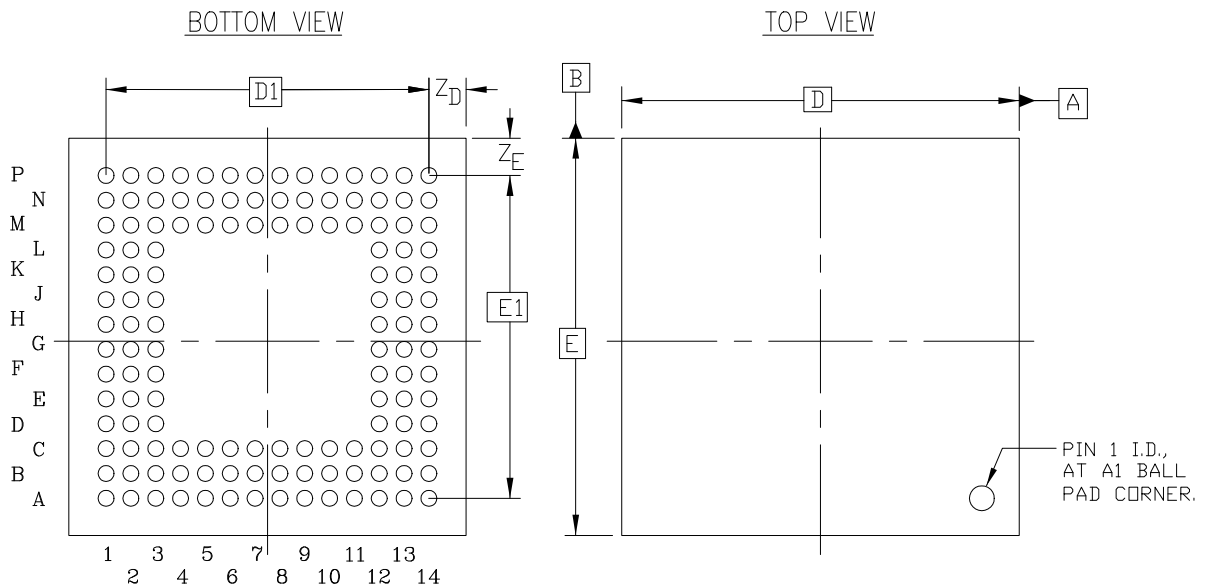 BOTTOM VIEW
TOP VIEW
D1
ZD
B
D
A
ZE
P
N
M
L
K
J
H
G
F
E
D
C
B
A
E1
E
PIN 1 I.D.,
AT A1 BALL
PAD CORNER.
1 3 5 7 9 11 13
2 4 6 8 10 12 14